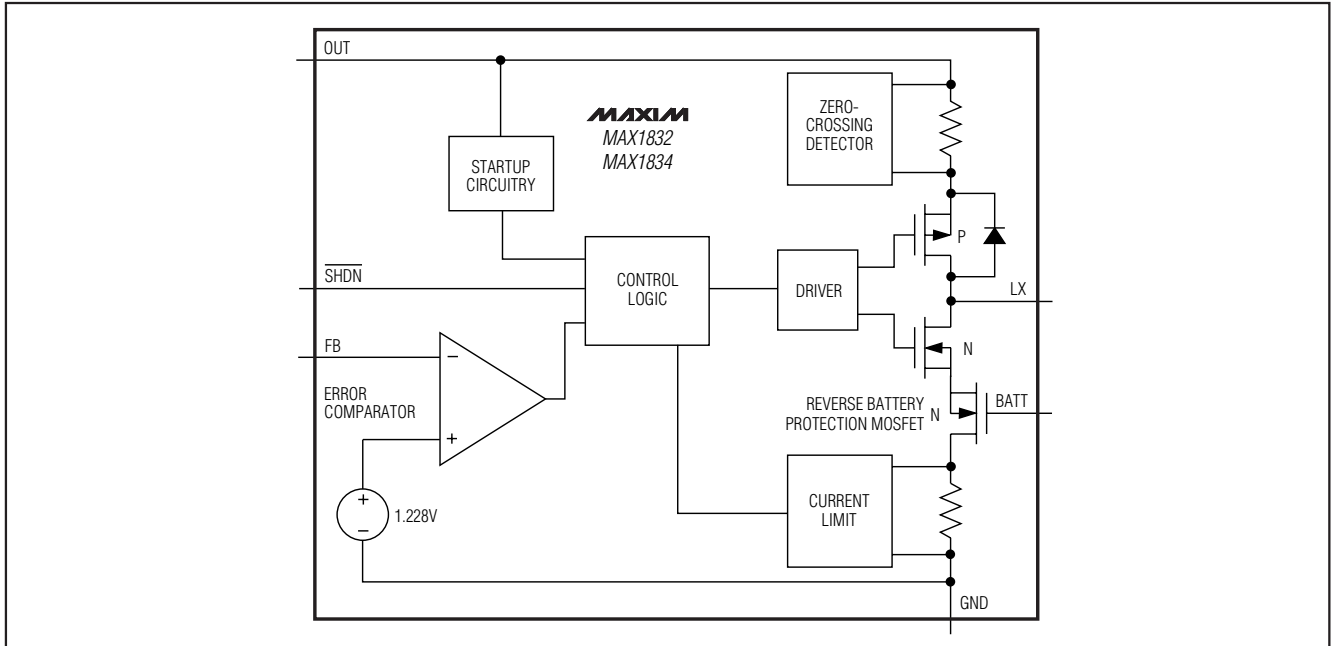 OUT
MAXIM
MAX1832
MAX1834
ZERO-
CROSSING
DETECTOR
STARTUP
CIRCUITRY
P
SHDN
CONTROL
LOGIC
DRIVER
LX
FB
−
N
ERROR
COMPARATOR
+
REVERSE BATTERY
PROTECTION MOSFET
N
BATT
+
−
1.228V
CURRENT
LIMIT
GND